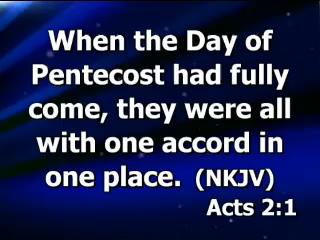 When the Day of
Pentecost had fully
come, they were all
with one accord in
one place. (NKJV)
Acts 2:1